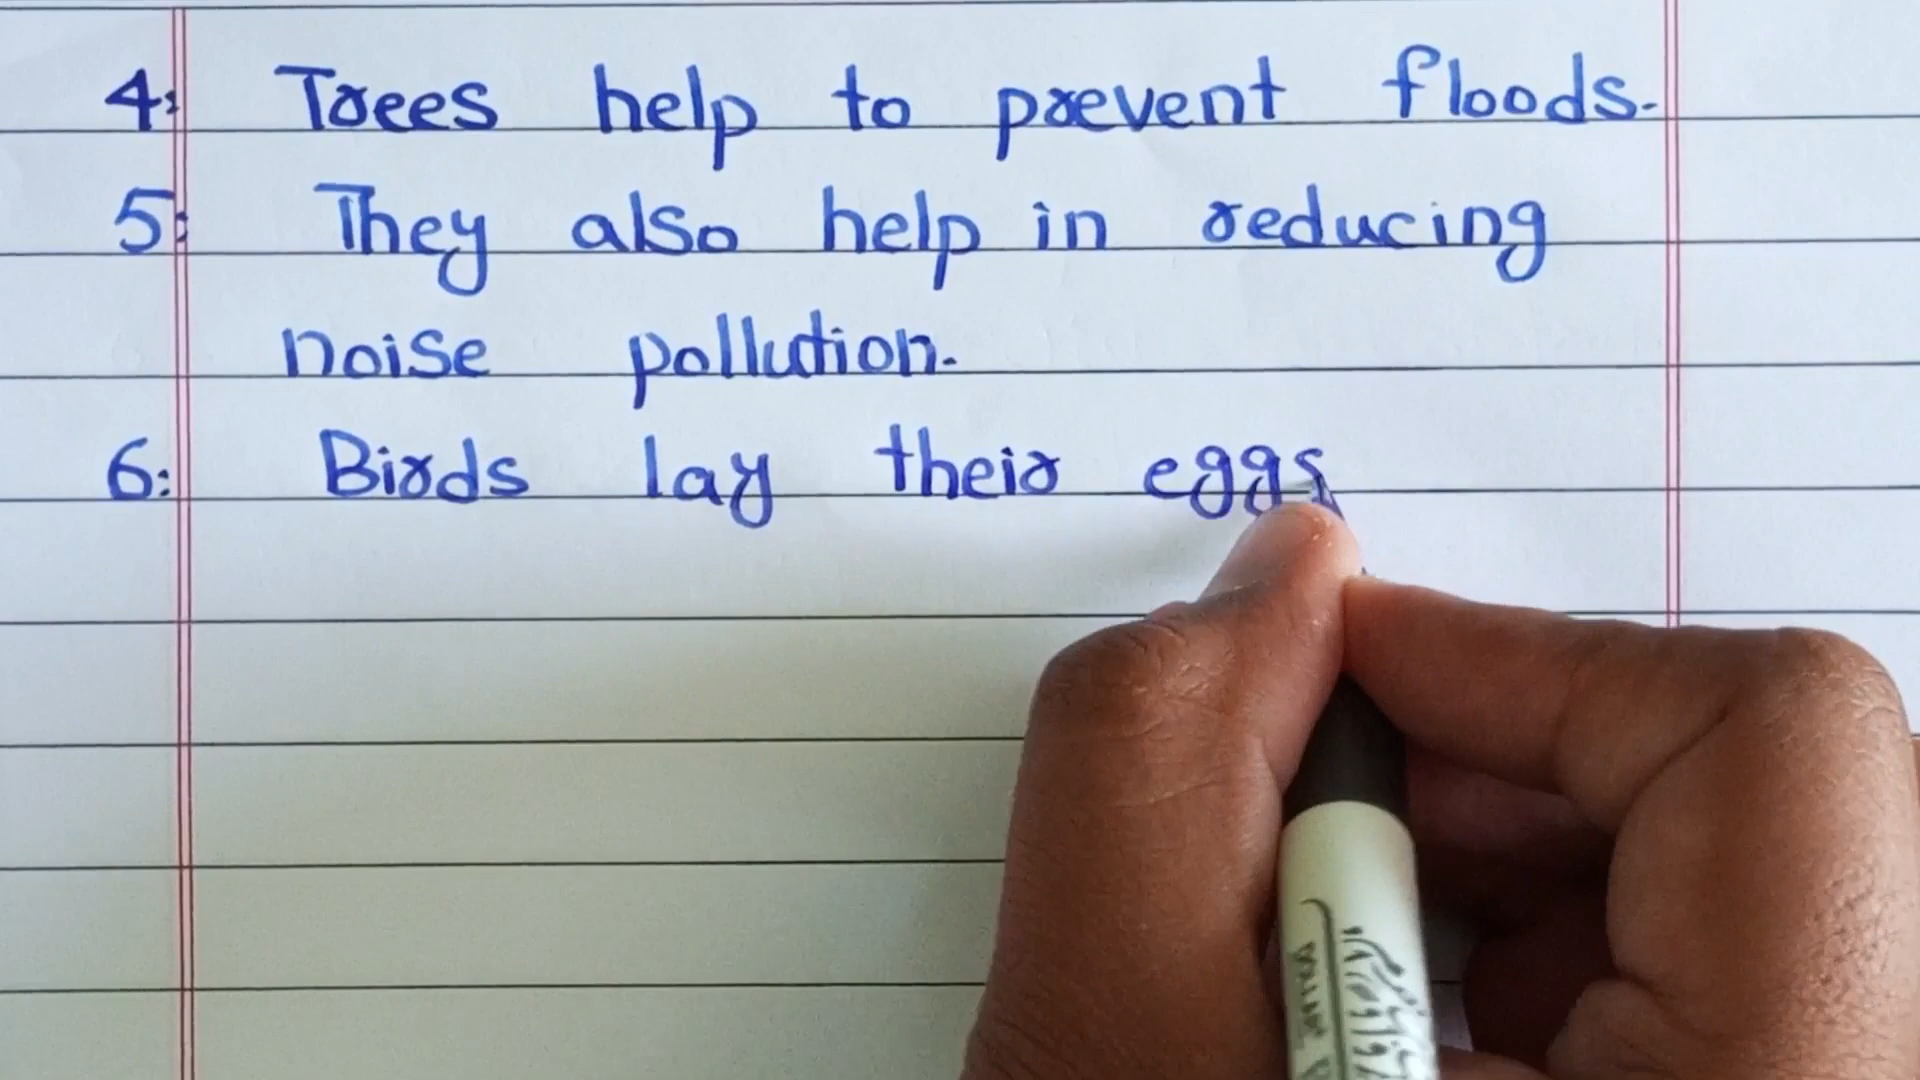 4: Trees help to prevent floods.
5: They also help in reducing
noise pollution.
6: Birds lay their eggs